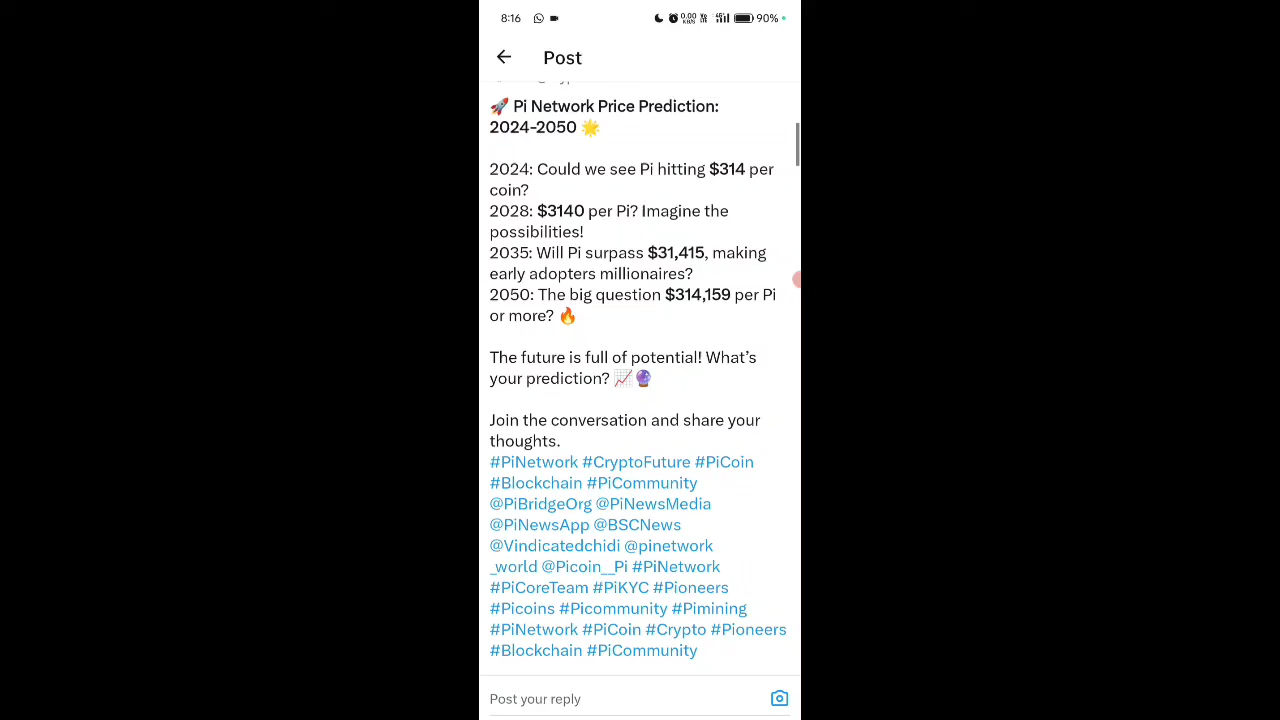 8:16
0.00
KB/S
90%
Post
🚀 Pi Network Price Prediction:
2024-2050 🌟
2024: Could we see Pi hitting $314 per
coin?
2028: $3140 per Pi? Imagine the
possibilities!
2035: Will Pi surpass $31,415, making
early adopters millionaires?
2050: The big question $314,159 per Pi
or more? 🔥
The future is full of potential! What’s
your prediction? 📈🔮
Join the conversation and share your
thoughts.
#PiNetwork #CryptoFuture #PiCoin
#Blockchain #PiCommunity
@PiBridgeOrg @PiNewsMedia
@PiNewsApp @BSCNews
@Vindicatedchidi @pinetwork
_world @Picoin__Pi #PiNetwork
#PiCoreTeam #PiKYC #Pioneers
#Picoins #Picommunity #Pimining
#PiNetwork #PiCoin #Crypto #Pioneers
#Blockchain #PiCommunity
Post your reply